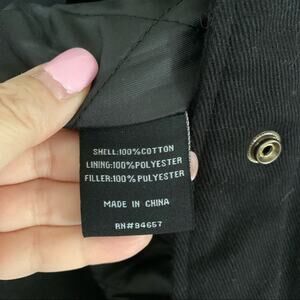 SHELL:100%COTTON
LINING:100%POLYESTER
FILLER:100%POLYESTER
MADE IN CHINA
RN#94657